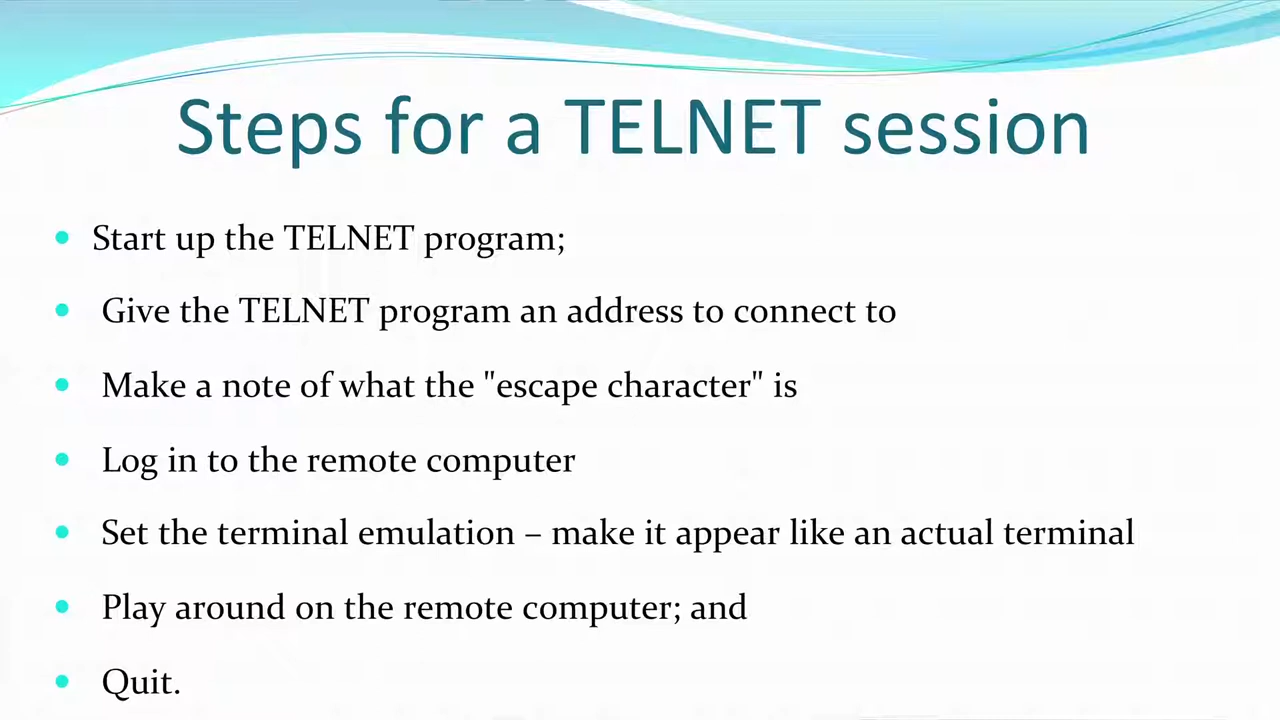 Steps for a TELNET session
• Start up the TELNET program;
• Give the TELNET program an address to connect to
• Make a note of what the "escape character" is
• Log in to the remote computer
• Set the terminal emulation – make it appear like an actual terminal
• Play around on the remote computer; and
• Quit.